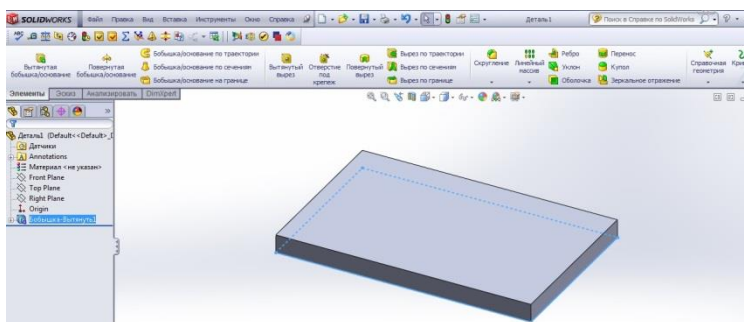 SOLIDWORKS Файл Правка Вид Вставка Инструменты Окно Справка Деталь1 Поиск в Справка по SolidWorks
Вытянутая бобышка/основание
Повернутая бобышка/основание
Бобышка/основание по траектории
Бобышка/основание по сечениям
Бобышка/основание на границе
Вытянутый вырез
Отверстие под крепеж
Повернутый вырез
Вырез по траектории
Вырез по сечениям
Вырез по границе
Скругление
Линейный массив
Ребро
Уклон
Оболочка
Перенос
Купол
Зеркальное отражение
Справочная геометрия
Элементы Эскиз Анализировать DimXpert
Деталь1 (Default<<Default>_
Датчики
Annotations
Материал <не указан>
Front Plane
Top Plane
Right Plane
Origin
Бобышка-Вытянуть1